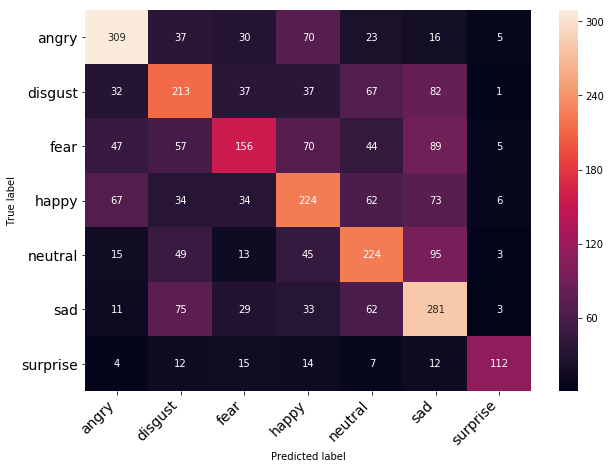 angry 309 37 30 70 23 16 5
disgust 32 213 37 37 67 82 1
fear 47 57 156 70 44 89 5
happy 67 34 34 224 62 73 6
neutral 15 49 13 45 224 95 3
sad 11 75 29 33 62 281 3
surprise 4 12 15 14 7 12 112
angry disgust fear happy neutral sad surprise
True label
Predicted label
300
240
180
120
60